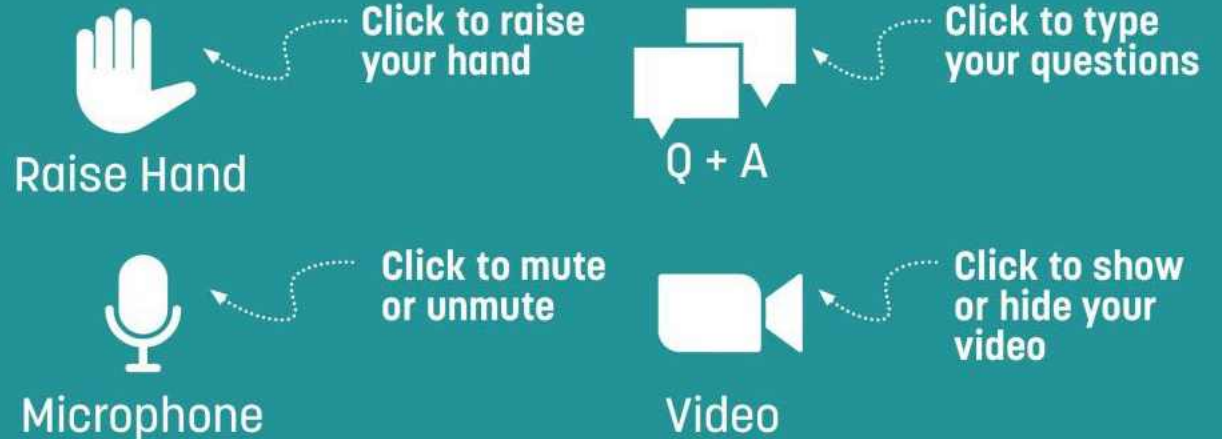 Click to raise
your hand
Raise Hand
Click to type
your questions
Q + A
Click to mute
or unmute
Microphone
Click to show
or hide your
video
Video